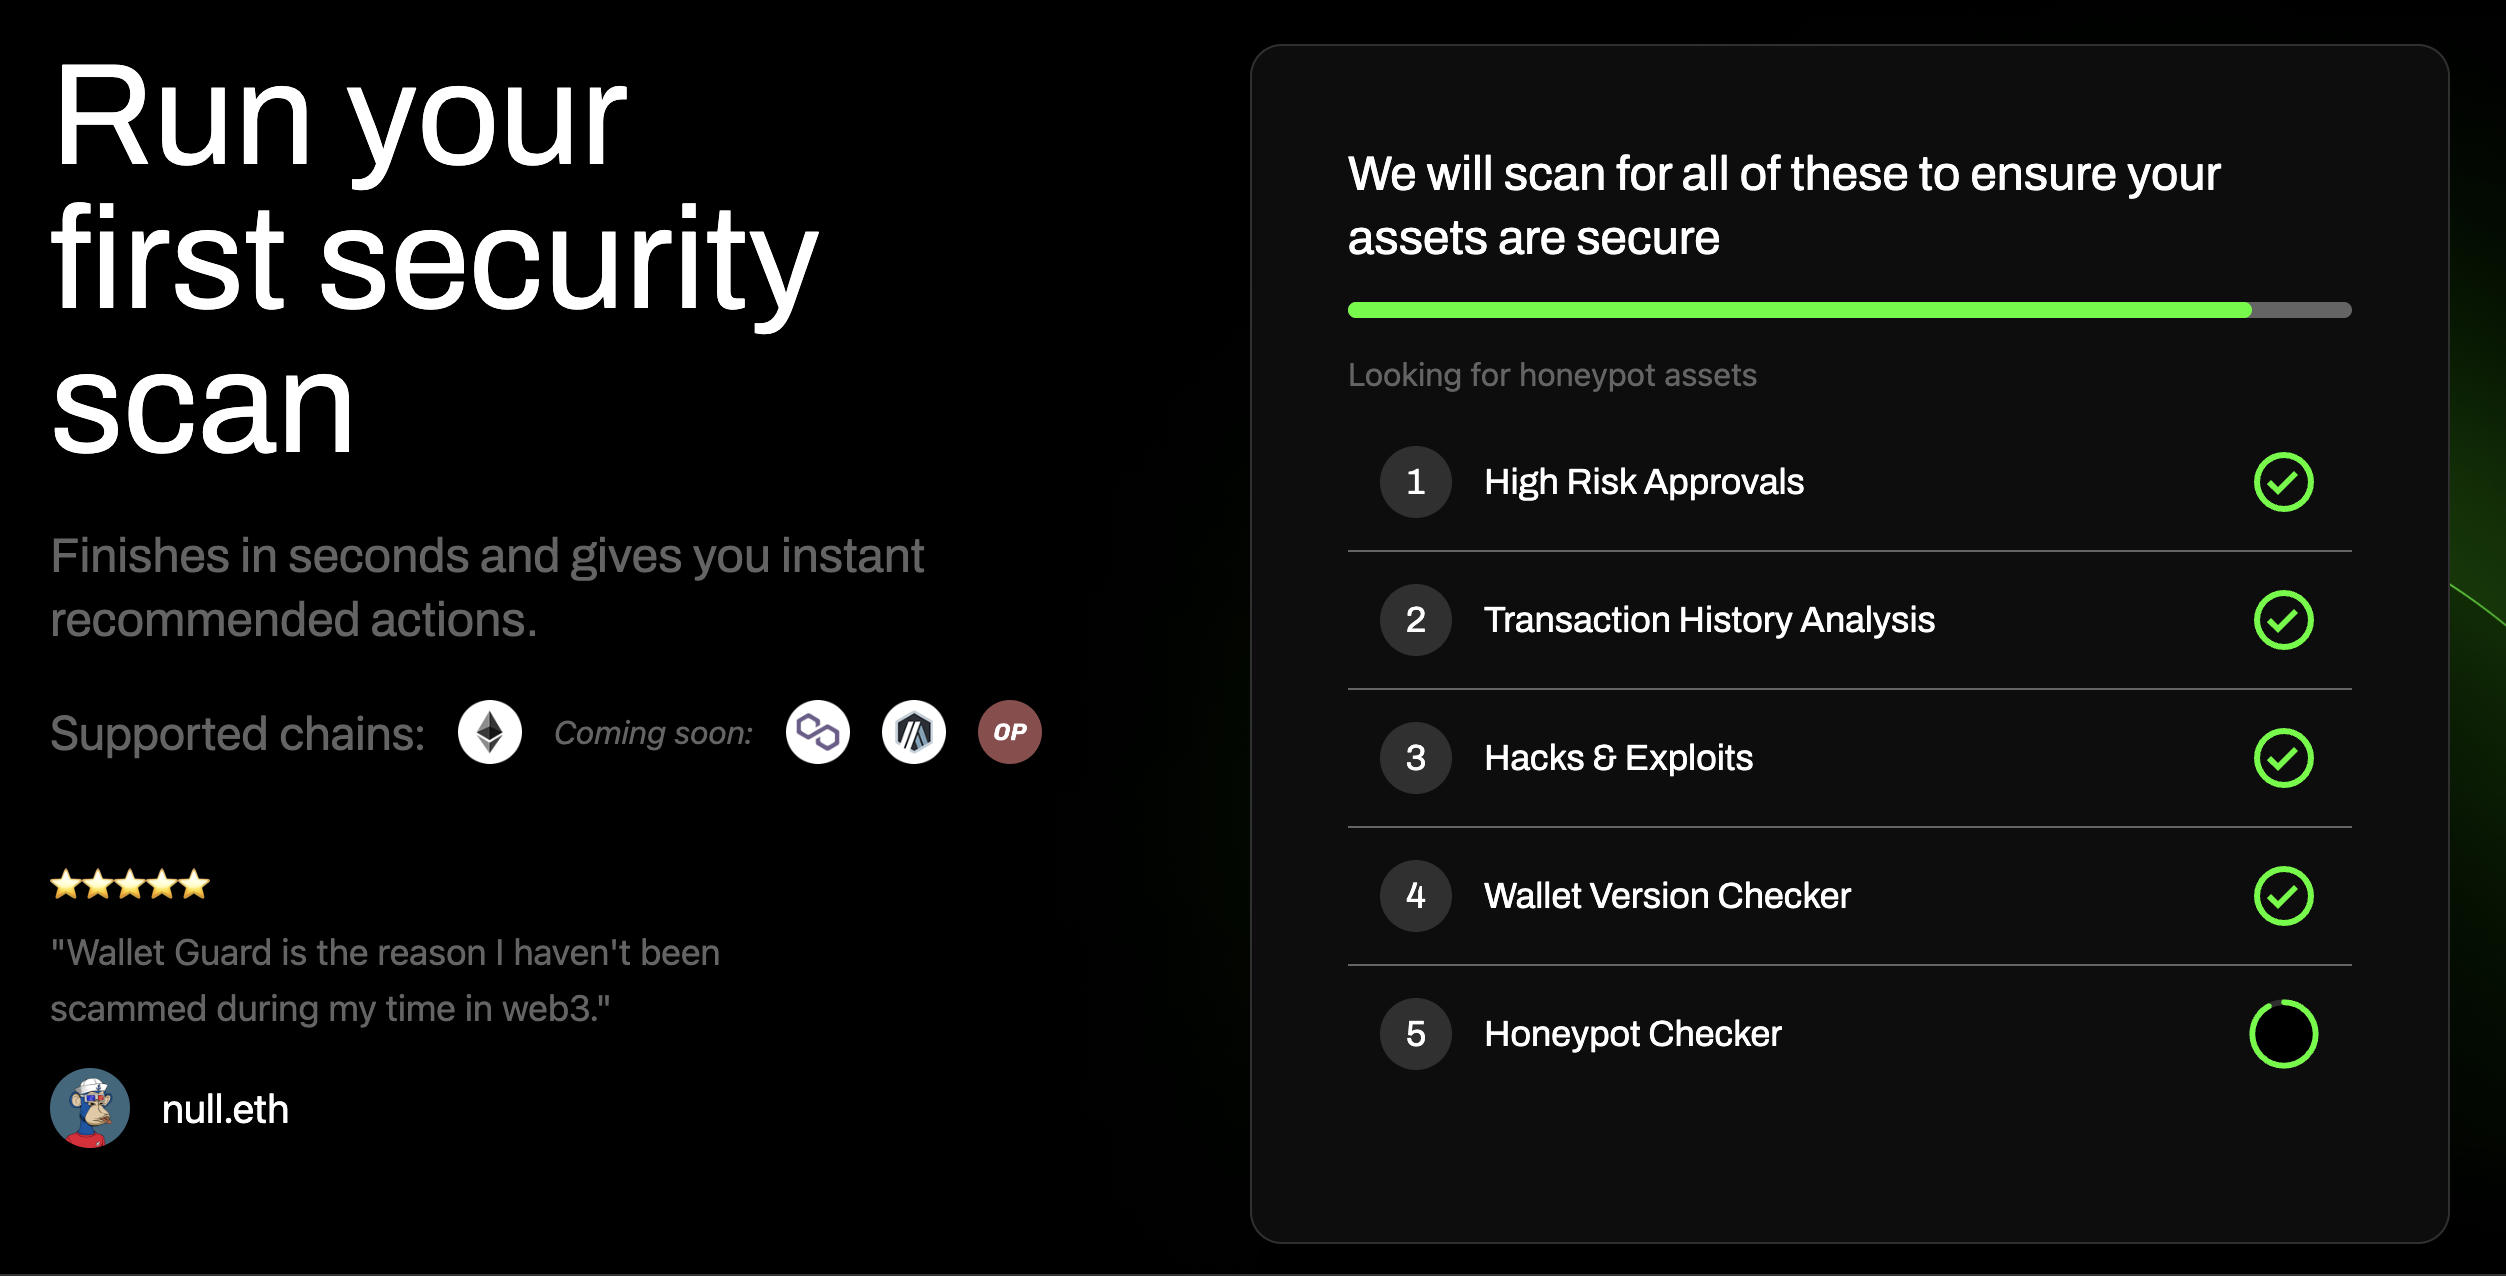 Run your
first security
scan
Finishes in seconds and gives you instant
recommended actions.
Supported chains:
Coming soon:
OP
"Wallet Guard is the reason I haven't been
scammed during my time in web3."
null.eth
We will scan for all of these to ensure your
assets are secure
Looking for honeypot assets
1 High Risk Approvals
2 Transaction History Analysis
3 Hacks & Exploits
4 Wallet Version Checker
5 Honeypot Checker